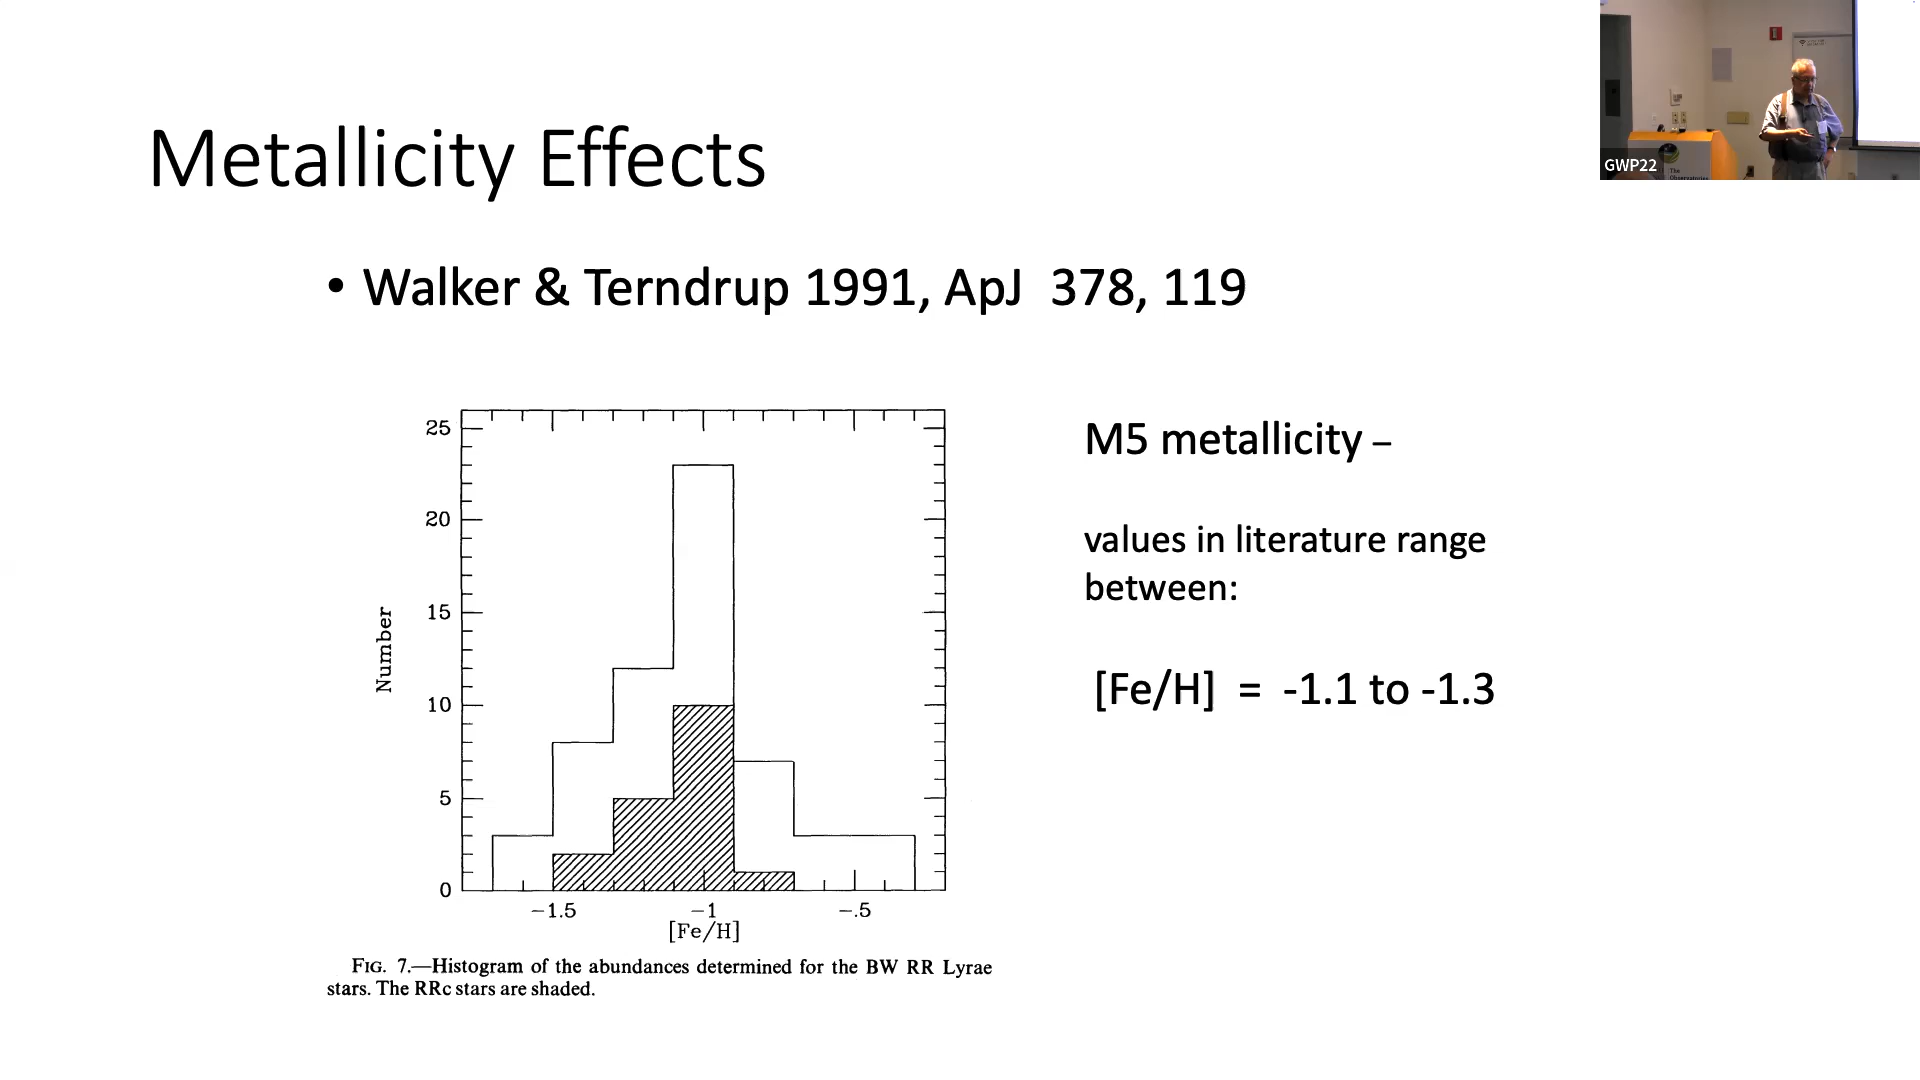 GWP22
The
Observatories
Metallicity Effects
• Walker & Terndrup 1991, ApJ 378, 119
25
20
15
10
5
0
Number
−1.5
−1
−.5
[Fe/H]
FIG. 7.—Histogram of the abundances determined for the BW RR Lyrae
stars. The RRc stars are shaded.
M5 metallicity –
values in literature range
between:
[Fe/H] = -1.1 to -1.3